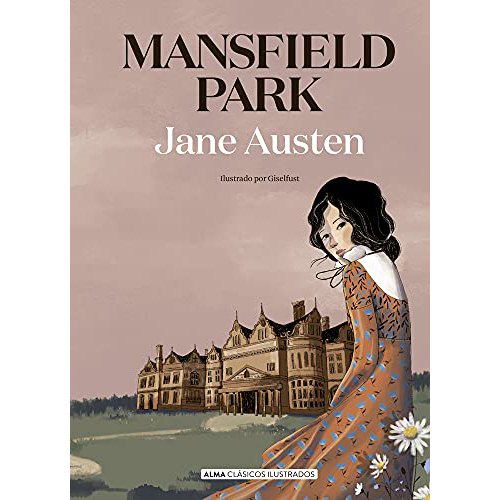 MANSFIELD
PARK
Jane Austen
Ilustrado por Giselfust
ALMA CLÁSICOS ILUSTRADOS